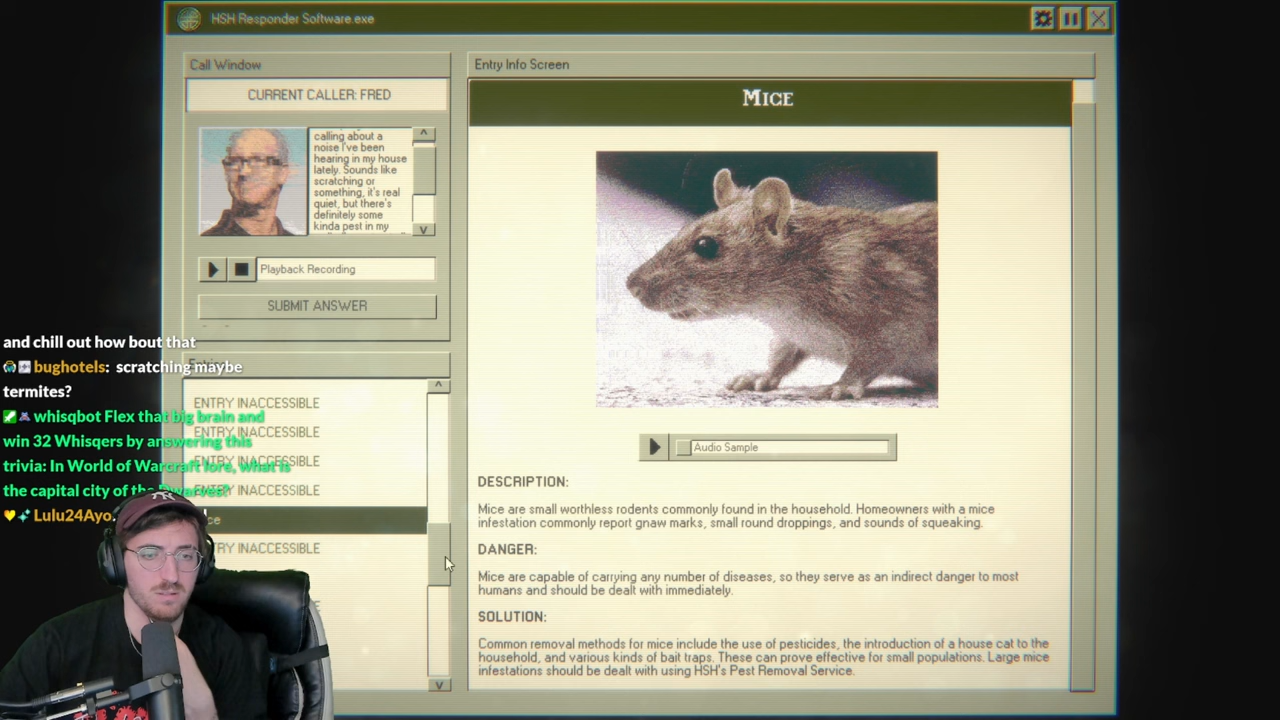 HSH Responder Software.exe
Call Window
CURRENT CALLER: FRED
calling about a
noise I've been
hearing in my house
lately. Sounds like
scratching or
something, it's real
quiet, but there's
definitely some
kinda pest in my
Playback Recording
SUBMIT ANSWER
ENTRY INACCESSIBLE
ENTRY INACCESSIBLE
ENTRY INACCESSIBLE
ENTRY INACCESSIBLE
ce
TRY INACCESSIBLE
and chill out how bout that
bughotels: scratching maybe
termites?
whisqbot Flex that big brain and
win 32 Whisqers by answering this
trivia: In World of Warcraft lore, what is
the capital city of the Dwarves?
Lulu24Ayo
Entry Info Screen
MICE
Audio Sample
DESCRIPTION:
Mice are small worthless rodents commonly found in the household. Homeowners with a mice
infestation commonly report gnaw marks, small round droppings, and sounds of squeaking.
DANGER:
Mice are capable of carrying any number of diseases, so they serve as an indirect danger to most
humans and should be dealt with immediately.
SOLUTION:
Common removal methods for mice include the use of pesticides, the introduction of a house cat to the
household, and various kinds of bait traps. These can prove effective for small populations. Large mice
infestations should be dealt with using HSH's Pest Removal Service.